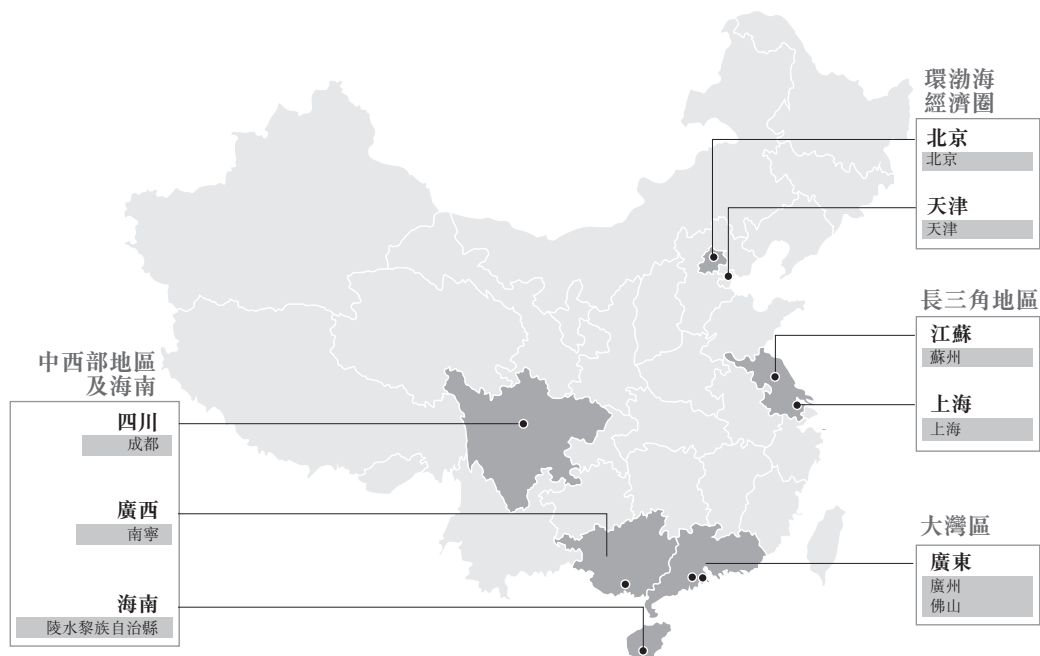 環渤海
經濟圈
北京
北京
天津
天津
長三角地區
江蘇
蘇州
上海
上海
中西部地區
及海南
四川
成都
廣西
南寧
海南
陵水黎族自治縣
大灣區
廣東
廣州
佛山